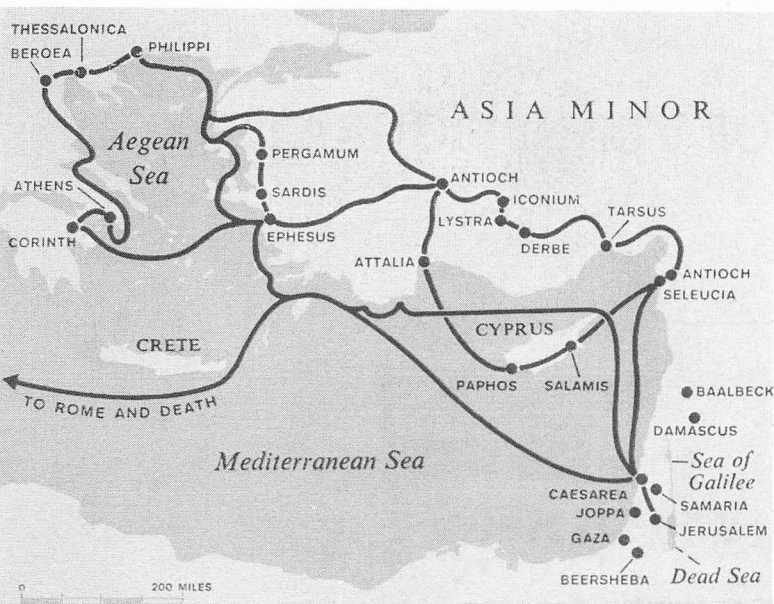 THESSALONICA
BEROEA
PHILIPPI
ASIA MINOR
Aegean
Sea
PERGAMUM
ANTIOCH
ATHENS
SARDIS
ICONIUM
LYSTRA
TARSUS
CORINTH
EPHESUS
DERBE
ATTALIA
ANTIOCH
SELEUCIA
CRETE
CYPRUS
PAPHOS
SALAMIS
BAALBECK
TO ROME AND DEATH
DAMASCUS
Mediterranean Sea
Sea of
Galilee
CAESAREA
SAMARIA
JOPPA
JERUSALEM
GAZA
BEERSHEBA
Dead Sea
0 200 MILES